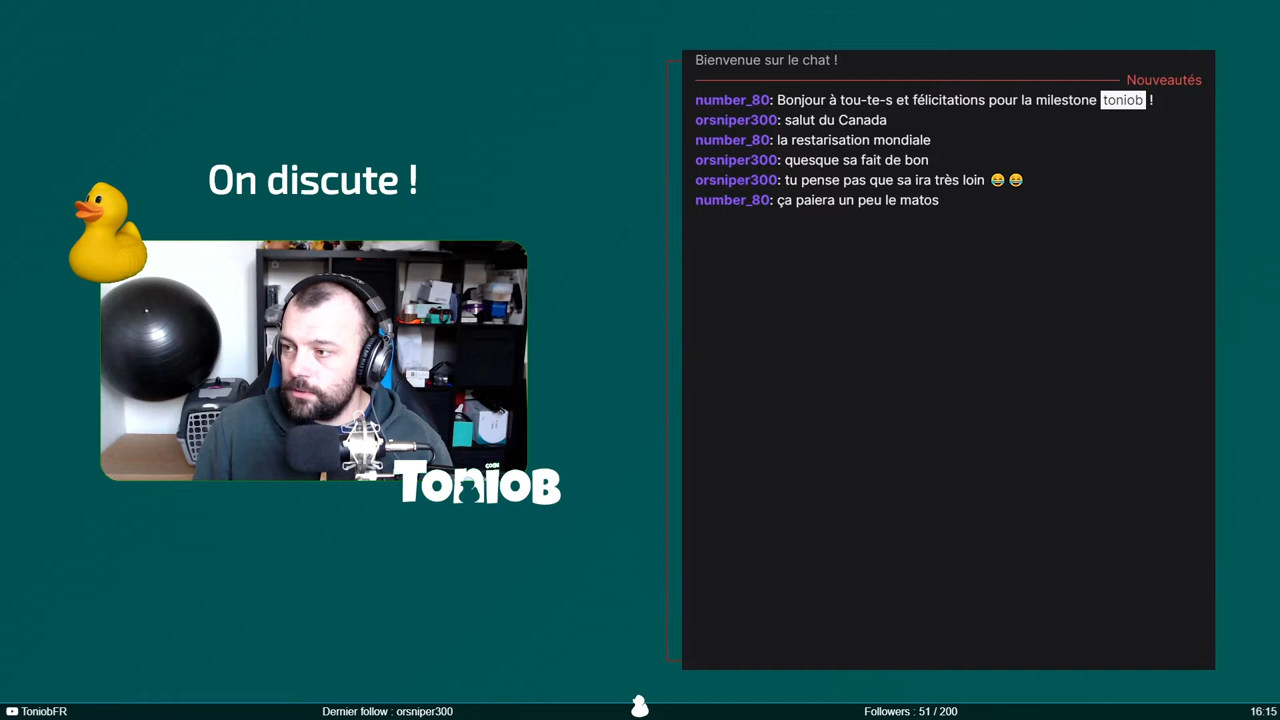 Bienvenue sur le chat !
Nouveautés
number_80: Bonjour à tou-te-s et félicitations pour la milestone toniob !
orsniper300: salut du Canada
number_80: la restarisation mondiale
orsniper300: quesque sa fait de bon
orsniper300: tu pense pas que sa ira très loin 😂 😂
number_80: ça paiera un peu le matos
On discute !
COIN
TONIOB
ToniobFR
Dernier follow : orsniper300
Followers : 51 / 200
16:15